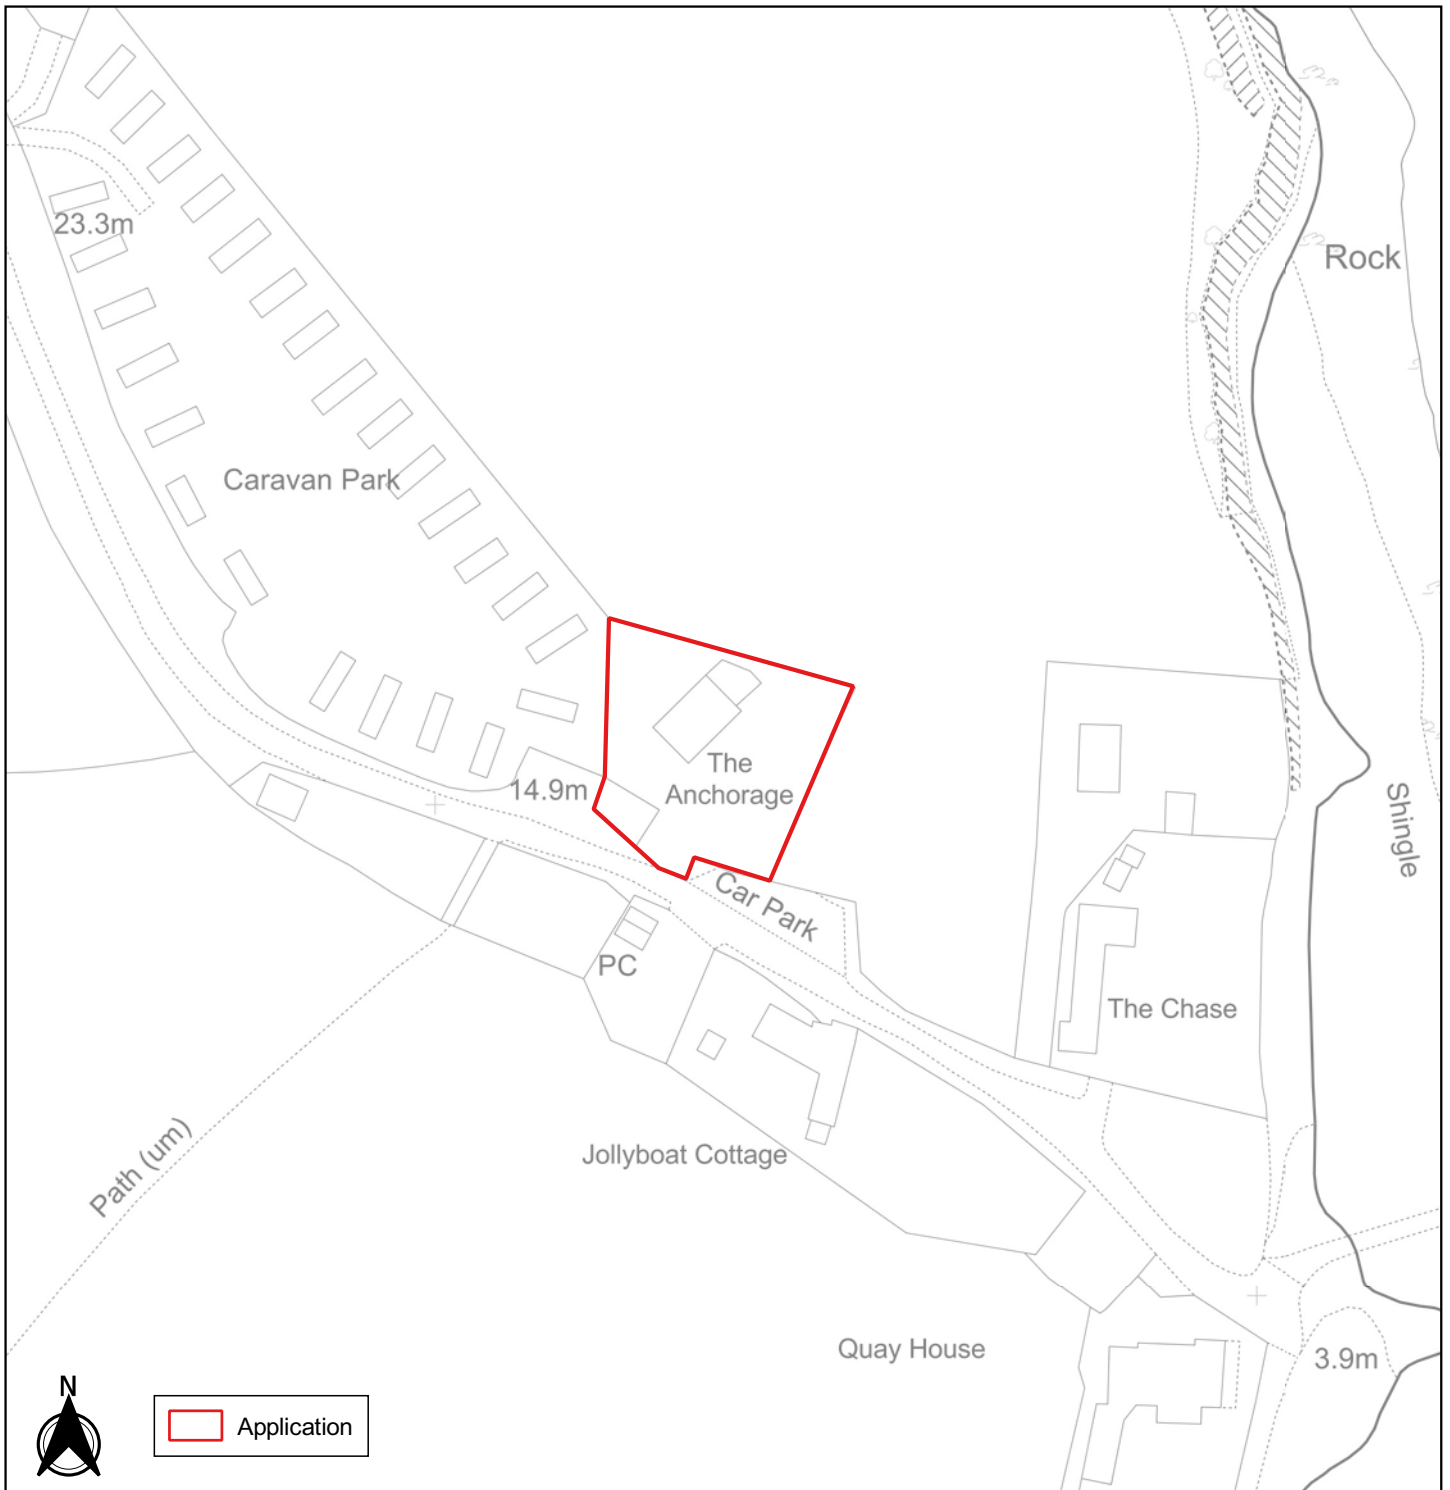 23.3m
Rock
Caravan Park
14.9m
The
Anchorage
Shingle
Car Park
PC
The Chase
Path (um)
Jollyboat Cottage
Quay House
3.9m
N
Application